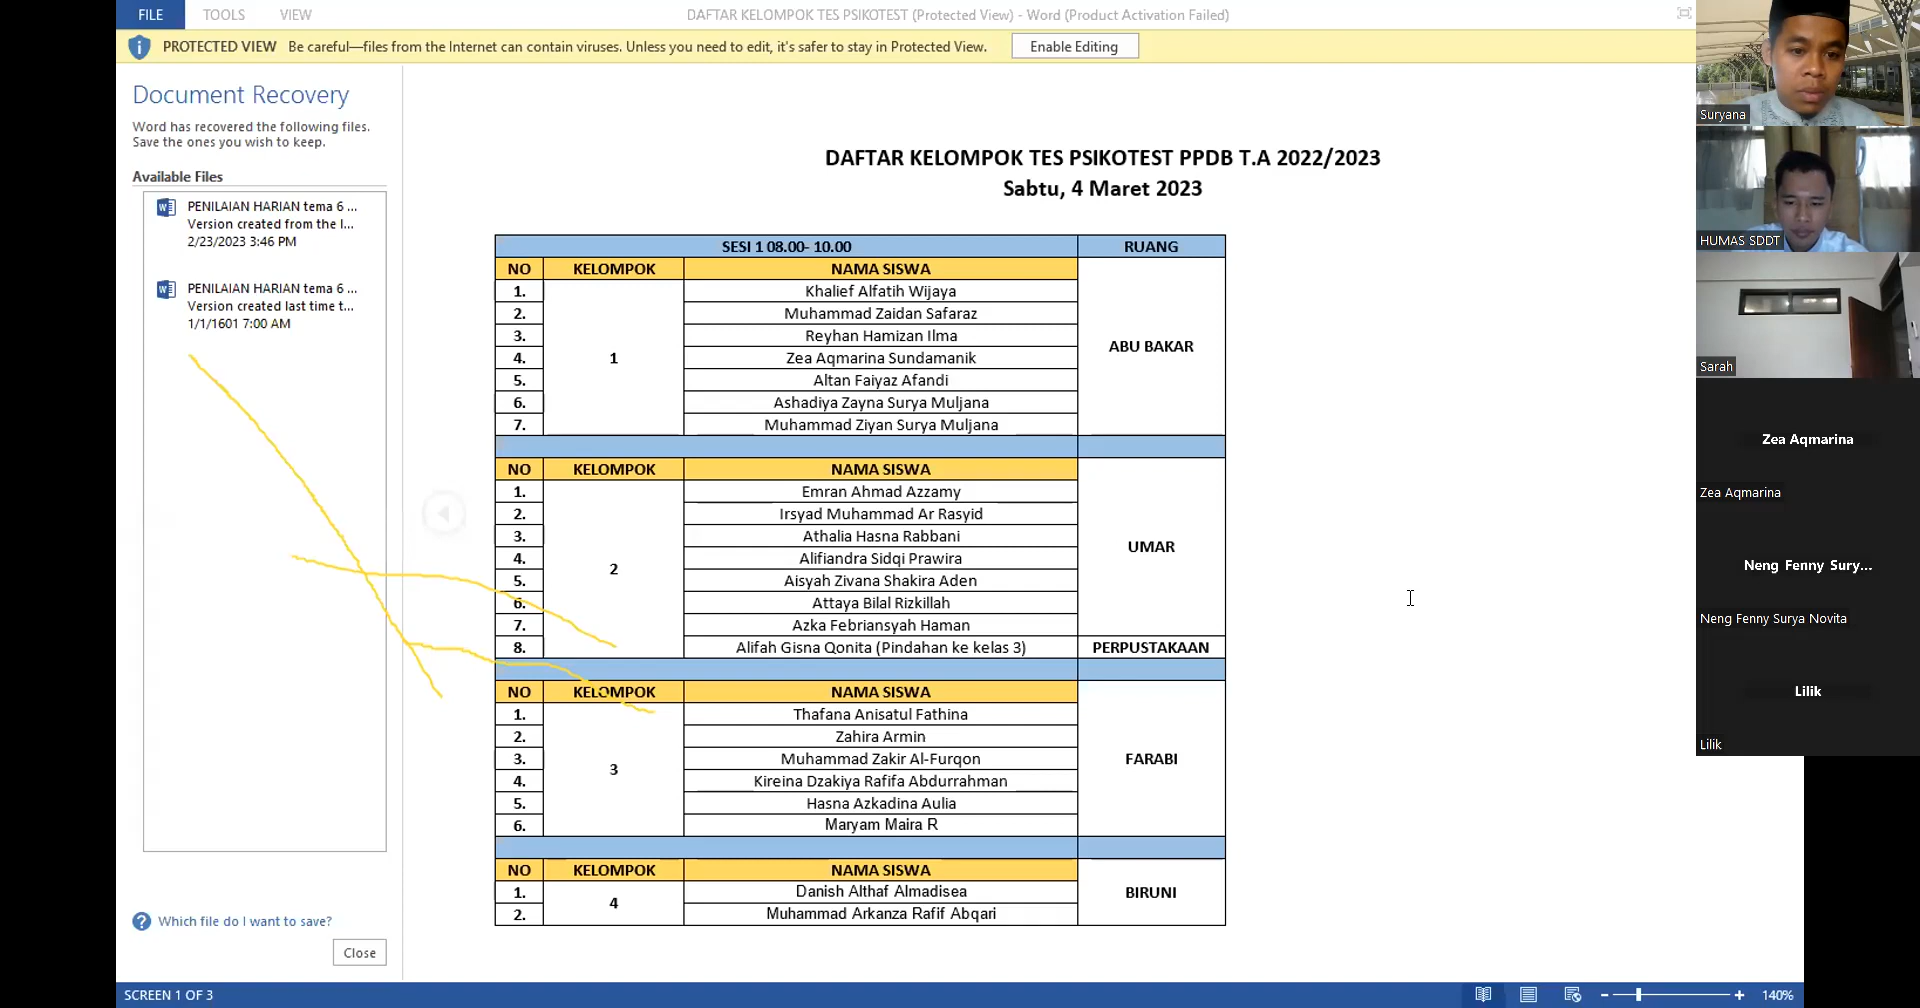 FILE TOOLS VIEW DAFTAR KELOMPOK TES PSIKOTEST (Protected View) - Word (Product Activation Failed)
PROTECTED VIEW Be careful—files from the Internet can contain viruses. Unless you need to edit, it's safer to stay in Protected View. Enable Editing
Document Recovery
Word has recovered the following files.
Save the ones you wish to keep.
Available Files
PENILAIAN HARIAN tema 6 ...
Version created from the l...
2/23/2023 3:46 PM
PENILAIAN HARIAN tema 6 ...
Version created last time t...
1/1/1601 7:00 AM
Which file do I want to save?
Close
DAFTAR KELOMPOK TES PSIKOTEST PPDB T.A 2022/2023
Sabtu, 4 Maret 2023
SESI 1 08.00- 10.00 RUANG
NO KELOMPOK NAMA SISWA
1. Khalief Alfatih Wijaya
2. Muhammad Zaidan Safaraz
3. Reyhan Hamizan Ilma
ABU BAKAR
4. 1 Zea Aqmarina Sundamanik
5. Altan Faiyaz Afandi
6. Ashadiya Zayna Surya Muljana
7. Muhammad Ziyan Surya Muljana
NO KELOMPOK NAMA SISWA
1. Emran Ahmad Azzamy
2. Irsyad Muhammad Ar Rasyid
3. Athalia Hasna Rabbani
UMAR
4. Alifiandra Sidqi Prawira
2
5. Aisyah Zivana Shakira Aden
6. Attaya Bilal Rizkillah
7. Azka Febriansyah Haman
8. Alifah Gisna Qonita (Pindahan ke kelas 3) PERPUSTAKAAN
NO KELOMPOK NAMA SISWA
1. Thafana Anisatul Fathina
2. Zahira Armin
3. Muhammad Zakir Al-Furqon FARABI
3
4. Kireina Dzakiya Rafifa Abdurrahman
5. Hasna Azkadina Aulia
6. Maryam Maira R
NO KELOMPOK NAMA SISWA
1. Danish Althaf Almadisea BIRUNI
4
2. Muhammad Arkanza Rafif Abqari
SCREEN 1 OF 3 140%
Suryana
HUMAS SDDT
Sarah
Zea Aqmarina
Zea Aqmarina
Neng Fenny Sury...
Neng Fenny Surya Novita
Lilik
Lilik